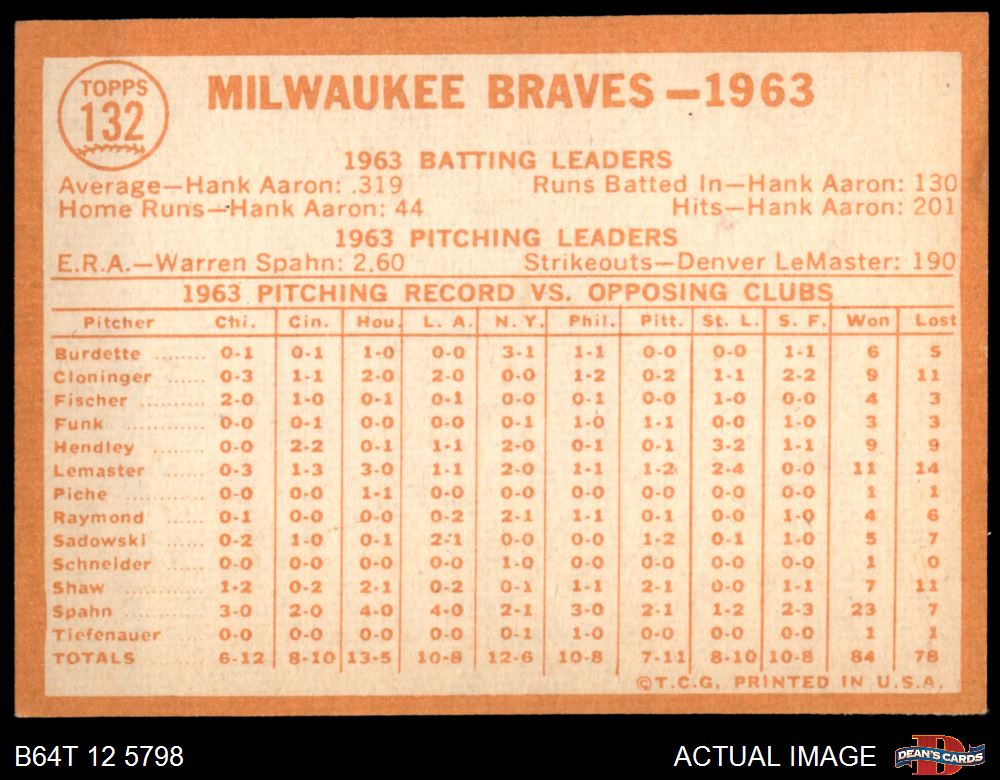 TOPPS
132
MILWAUKEE BRAVES—1963
1963 BATTING LEADERS
Average—Hank Aaron: .319 Runs Batted In—Hank Aaron: 130
Home Runs—Hank Aaron: 44 Hits—Hank Aaron: 201
1963 PITCHING LEADERS
E.R.A.—Warren Spahn: 2.60 Strikeouts—Denver LeMaster: 190
1963 PITCHING RECORD VS. OPPOSING CLUBS
Pitcher Chi. Cin. Hou. L. A. N. Y. Phil. Pitt. St. L. S. F. Won Lost
Burdette ........ 0-1 0-1 1-0 0-0 3-1 1-1 0-0 0-0 1-1 6 5
Cloninger ...... 0-3 1-1 2-0 2-0 0-0 1-2 0-2 1-1 2-2 9 11
Fischer .......... 2-0 1-0 0-1 0-1 0-0 0-1 0-0 1-0 0-0 4 3
Funk .............. 0-0 0-1 0-0 0-0 0-1 1-0 1-1 0-0 1-0 3 3
Hendley ........ 0-0 2-2 0-1 1-1 2-0 0-1 0-1 3-2 1-1 9 9
Lemaster ...... 0-3 1-3 3-0 1-1 2-0 1-1 1-2 2-4 0-0 11 14
Piche .............. 0-0 0-0 1-1 0-0 0-0 0-0 0-0 0-0 0-0 1 1
Raymond ...... 0-1 0-0 0-0 0-2 2-1 1-1 0-1 0-0 1-0 4 6
Sadowski ...... 0-2 1-0 0-1 2-1 0-0 0-0 1-2 0-1 1-0 5 7
Schneider ...... 0-0 0-0 0-0 0-0 1-0 0-0 0-0 0-0 0-0 1 0
Shaw ............ 1-2 0-2 2-1 0-2 0-1 1-1 2-1 0-0 1-1 7 11
Spahn ............ 3-0 2-0 4-0 4-0 2-1 3-0 2-1 1-2 2-3 23 7
Tiefenauer .... 0-0 0-0 0-0 0-0 0-1 1-0 0-0 0-0 0-0 1 1
TOTALS 6-12 8-10 13-5 10-8 12-6 10-8 7-11 8-10 10-8 84 78
©T.C.G. PRINTED IN U.S.A.
B64T 12 5798 ACTUAL IMAGE
DEAN'S CARDS